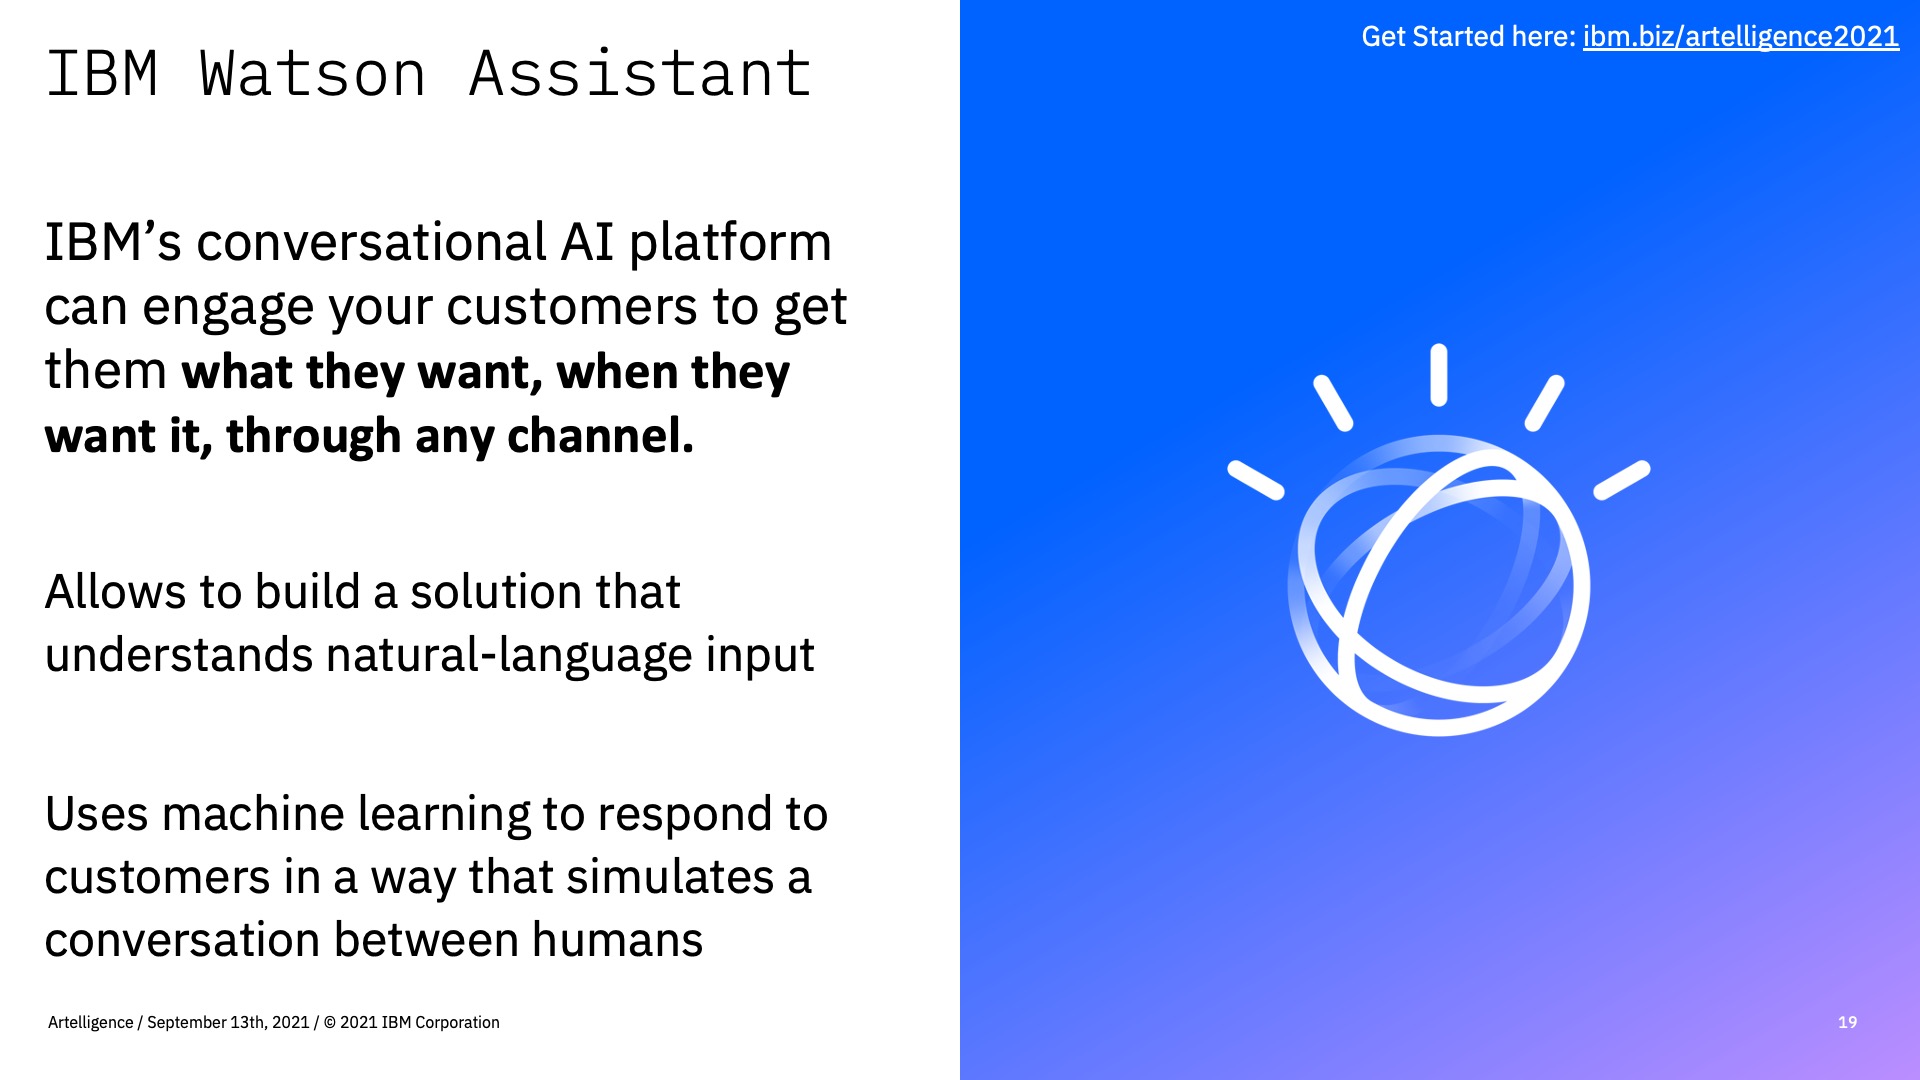 IBM Watson Assistant
Get Started here: ibm.biz/artelligence2021
IBM’s conversational AI platform
can engage your customers to get
them what they want, when they
want it, through any channel.
Allows to build a solution that
understands natural-language input
Uses machine learning to respond to
customers in a way that simulates a
conversation between humans
Artelligence / September 13th, 2021 / © 2021 IBM Corporation
19